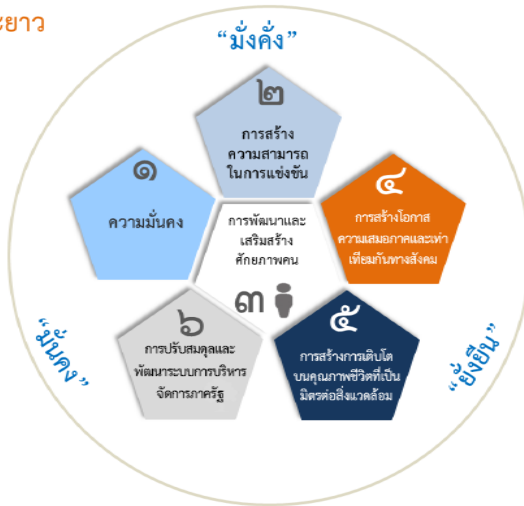 ะยาว
“มั่งคั่ง”
๒
การสร้าง
ความสามารถ
ในการแข่งขัน
๑
ความมั่นคง
๔
การสร้างโอกาส
ความเสมอภาคและเท่า
เทียมกันทางสังคม
การพัฒนาและ
เสริมสร้าง
ศักยภาพคน
๓
๖
การปรับสมดุลและ
พัฒนาระบบการบริหาร
จัดการภาครัฐ
๕
การสร้างการเติบโต
บนคุณภาพชีวิตที่เป็น
มิตรต่อสิ่งแวดล้อม
“มั่นคง”
“ยั่งยืน”